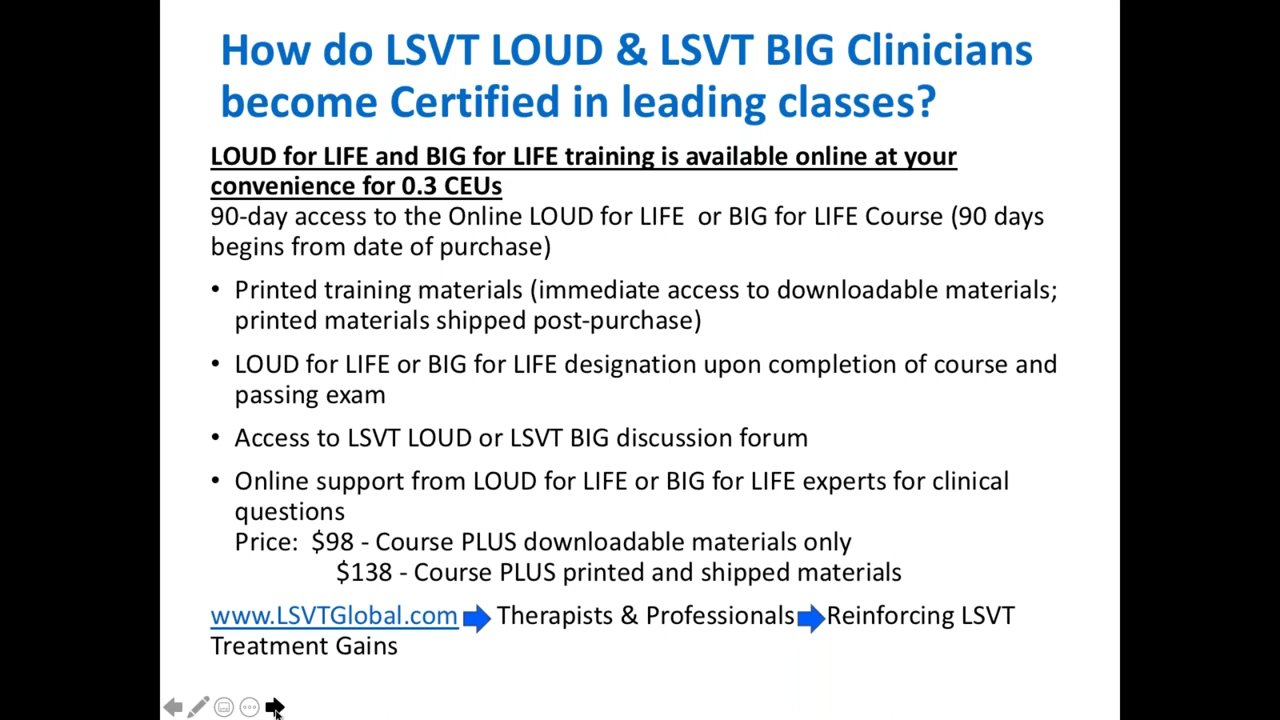 How do LSVT LOUD & LSVT BIG Clinicians
become Certified in leading classes?
LOUD for LIFE and BIG for LIFE training is available online at your
convenience for 0.3 CEUs
90-day access to the Online LOUD for LIFE or BIG for LIFE Course (90 days
begins from date of purchase)
• Printed training materials (immediate access to downloadable materials;
printed materials shipped post-purchase)
• LOUD for LIFE or BIG for LIFE designation upon completion of course and
passing exam
• Access to LSVT LOUD or LSVT BIG discussion forum
• Online support from LOUD for LIFE or BIG for LIFE experts for clinical
questions
Price: $98 - Course PLUS downloadable materials only
$138 - Course PLUS printed and shipped materials
www.LSVTGlobal.com Therapists & Professionals Reinforcing LSVT
Treatment Gains